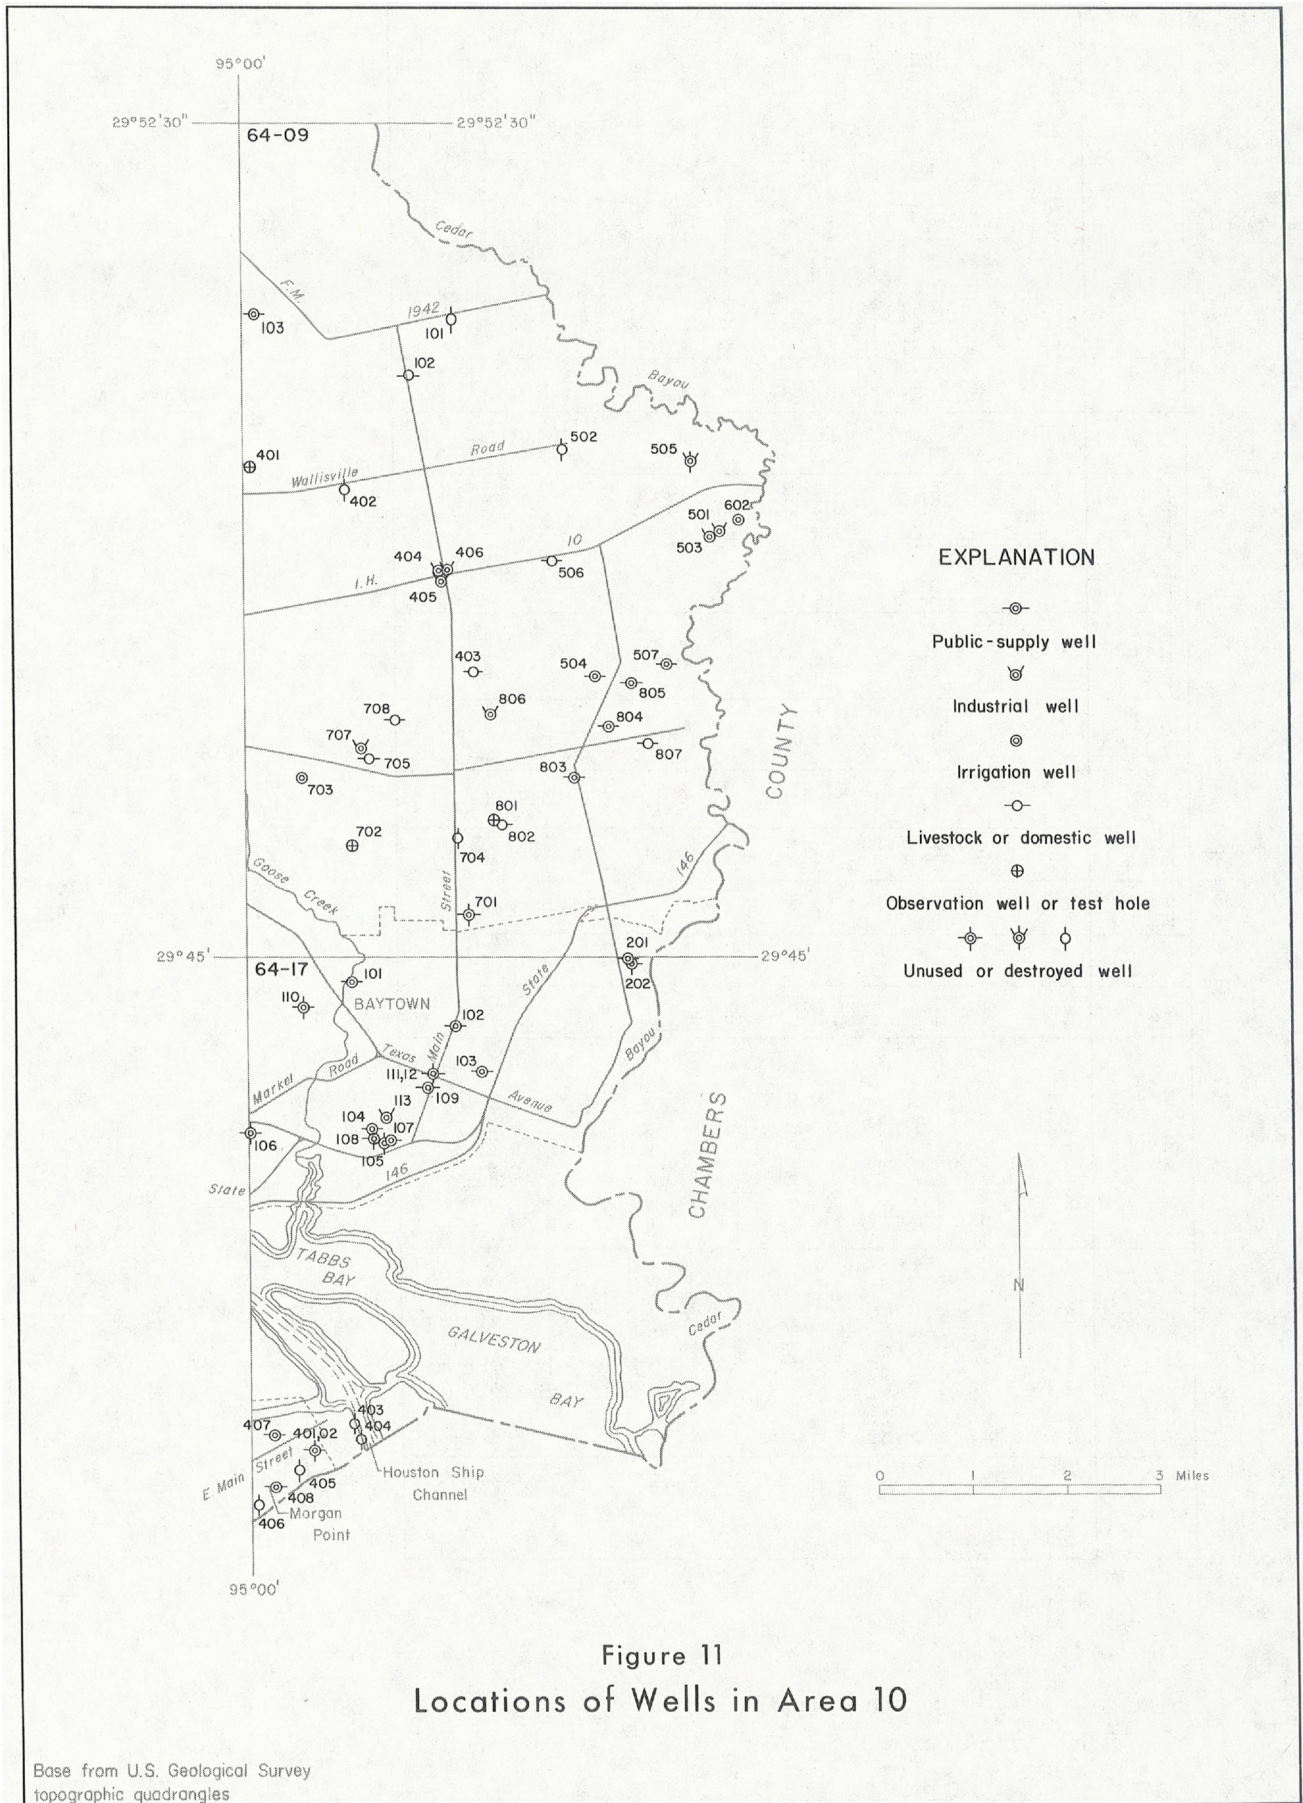 95°00'
29°52'30"
29°52'30"
64-09
Cedar
F.M.
1942
103
101
102
Bayou
502
505
Road
401
Wallisville
402
501
602
503
10
404
406
506
I.H.
405
403
504
507
805
806
708
804
COUNTY
707
705
807
803
703
801
802
702
704
146
Goose
Creek
Street
701
201
29°45'
29°45'
64-17
101
State
202
110
BAYTOWN
102
Main
Bayou
Texas
103
Road
111,12
Market
109
Avenue
113
104
107
108
106
105
146
CHAMBERS
State
TABBS
BAY
GALVESTON
Cedar
BAY
403
407
401,02
404
Street
E. Main
405
Houston Ship
Channel
408
Morgan
Point
406
95°00'
EXPLANATION
Public-supply well
Industrial well
Irrigation well
Livestock or domestic well
Observation well or test hole
Unused or destroyed well
N
0 1 2 3 Miles
Figure 11
Locations of Wells in Area 10
Base from U.S. Geological Survey
topographic quadrangles